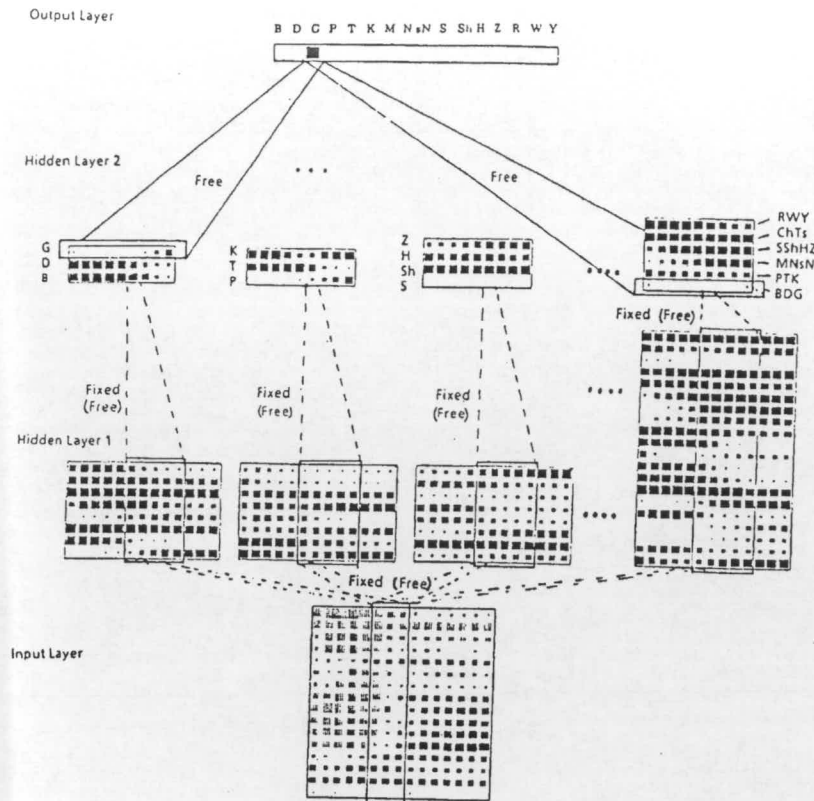 Output Layer
B D G P T K M N sN S Sh H Z R W Y
Hidden Layer 2
Free
Free
G
D
B
K
T
P
Z
H
Sh
S
RWY
ChTs
SShHZ
MNsN
PTK
BDG
Fixed (Free)
Fixed
(Free)
Fixed
(Free)
Fixed
(Free)
Hidden Layer 1
Fixed (Free)
Input Layer